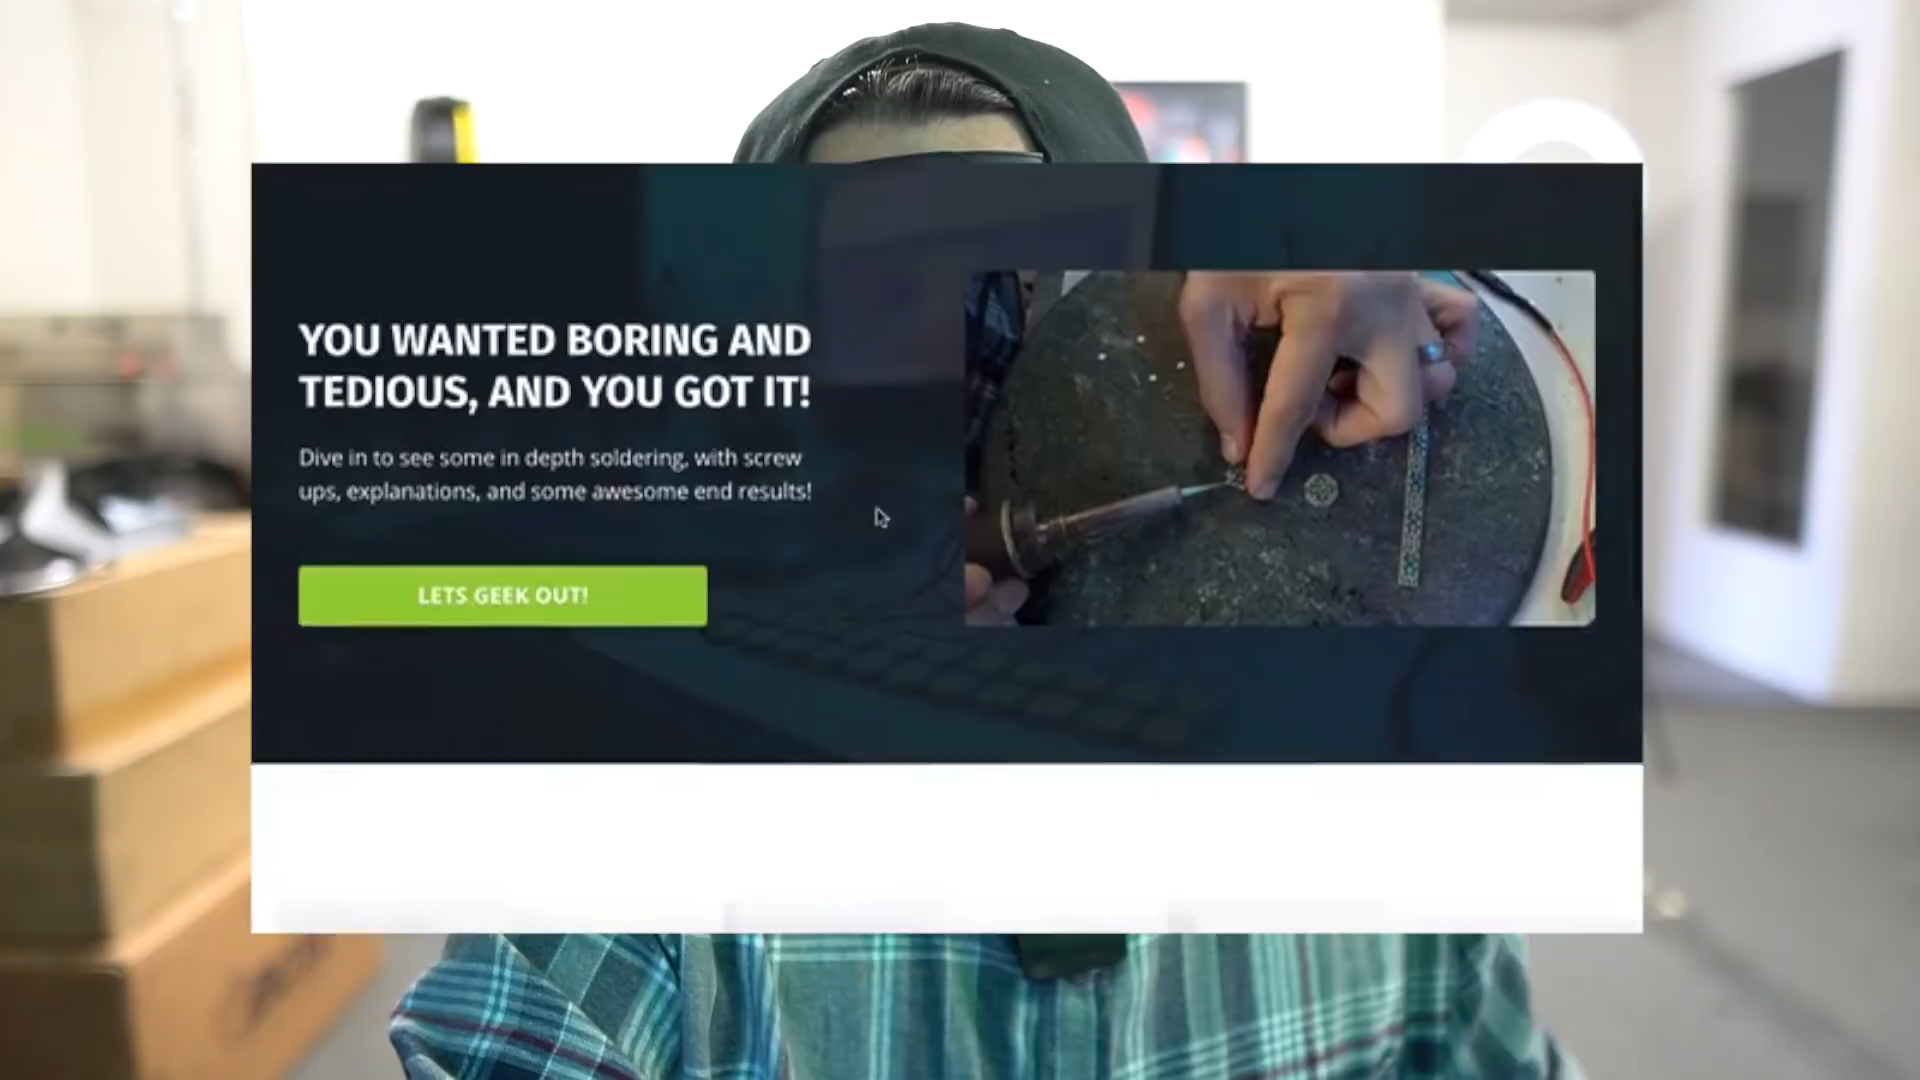 YOU WANTED BORING AND
TEDIOUS, AND YOU GOT IT!
Dive in to see some in depth soldering, with screw
ups, explanations, and some awesome end results!
LETS GEEK OUT!